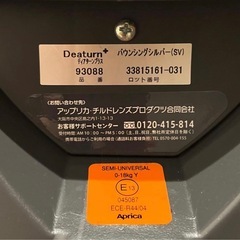 Deaturn+ バウンシングシルバー(SV)
ディアターンプラス
93088 33815161-031
品番 ロット番号
<お問い合わせ先>
アップリカ・チルドレンズプロダクツ合同会社
お客様サポートセンター 0120-415-814
SEMI-UNIVERSAL
0-18kg Y
E13
045087
ECE-R44/04
Aprica